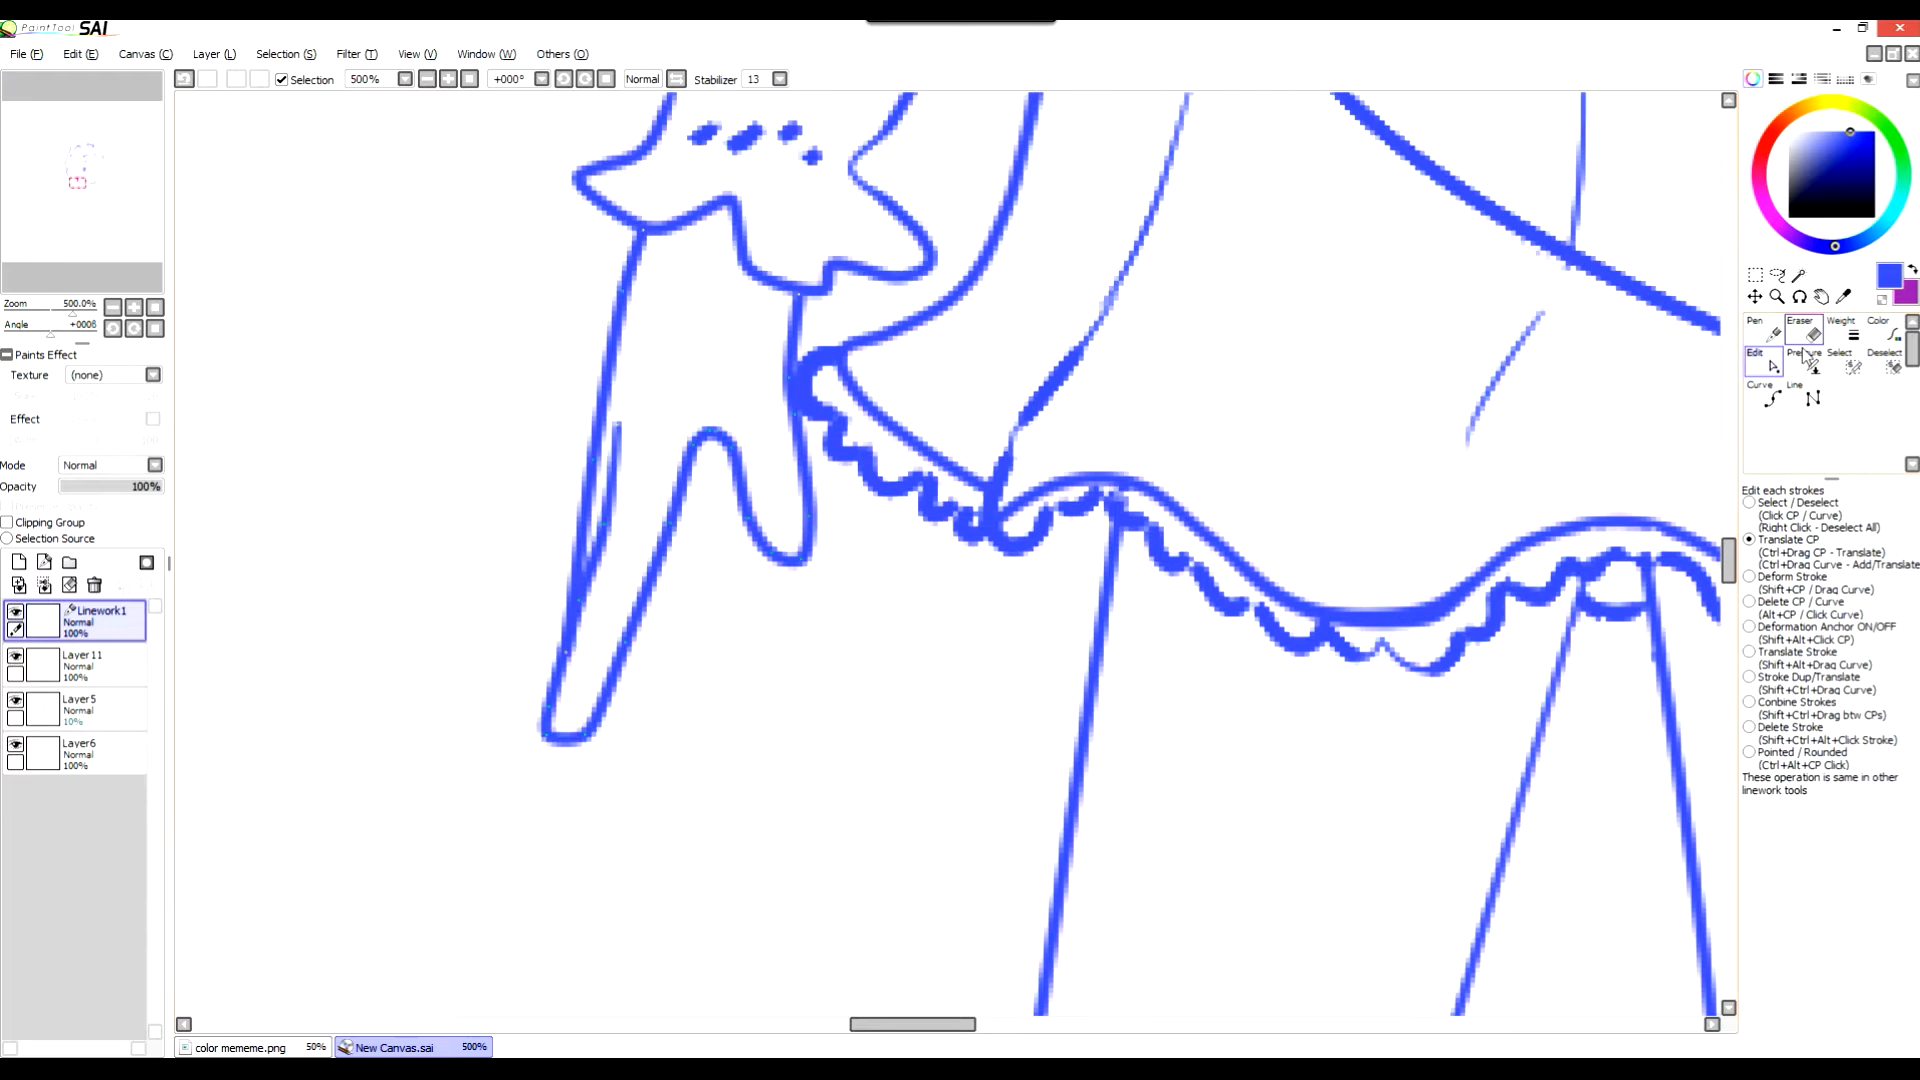 PaintTool SAI
File (F) Edit (E) Canvas (C) Layer (L) Selection (S) Filter (T) View (V) Window (W) Others (O)
Selection 500% +000° Normal Stabilizer 13
Zoom 500.0%
Angle +000δ
Paints Effect
Texture (none)
Effect
Mode Normal
Opacity 100%
Clipping Group
Selection Source
Linework1
Normal
100%
Layer11
Normal
100%
Layer5
Normal
10%
Layer6
Normal
100%
color mememe.png 50% New Canvas.sai 500%
Pen Eraser Weight Color
Edit Pressure Select Deselect
Curve Line
Edit each strokes
Select / Deselect
(Click CP / Curve)
(Right Click - Deselect All)
Translate CP
(Ctrl+Drag CP - Translate)
(Ctrl+Drag Curve - Add/Translate
Deform Stroke
(Shift+CP / Drag Curve)
Delete CP / Curve
(Alt+CP / Click Curve)
Deformation Anchor ON/OFF
(Shift+Alt+Click CP)
Translate Stroke
(Shift+Alt+Drag Curve)
Stroke Dup/Translate
(Shift+Ctrl+Drag Curve)
Conbine Strokes
(Shift+Ctrl+Drag btw CPs)
Delete Stroke
(Shift+Ctrl+Alt+Click Stroke)
Pointed / Rounded
(Ctrl+Alt+CP Click)
These operation is same in other
linework tools